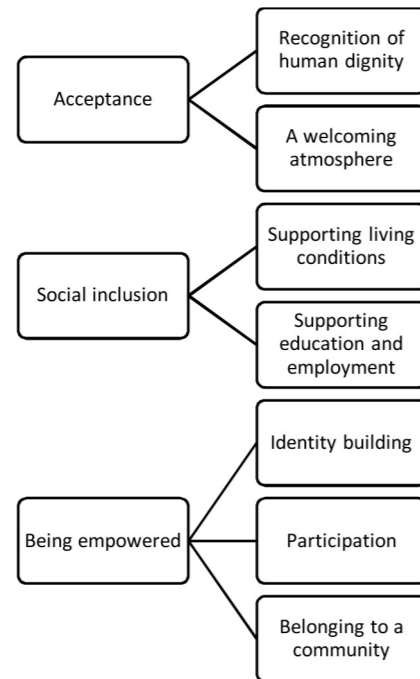 Acceptance
Recognition of
human dignity
A welcoming
atmosphere
Social inclusion
Supporting living
conditions
Supporting
education and
employment
Being empowered
Identity building
Participation
Belonging to a
community